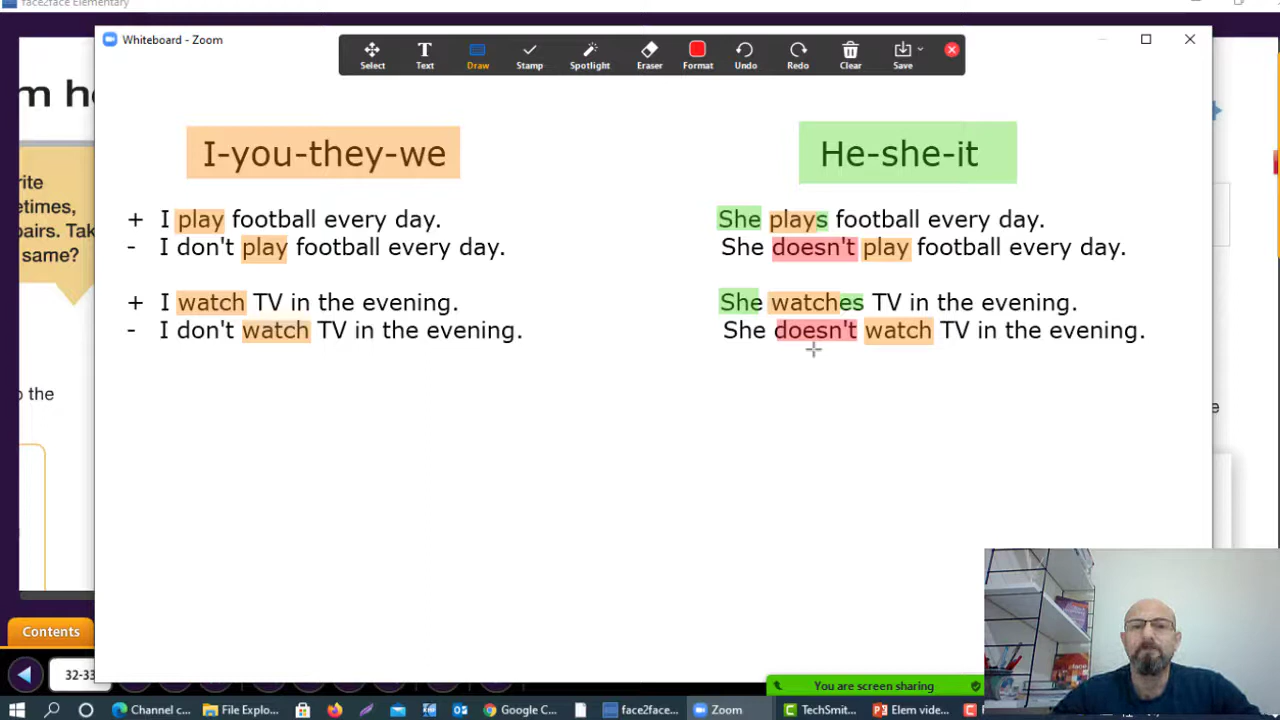 face2face Elementary
Whiteboard - Zoom
Select
Text
Draw
Stamp
Spotlight
Eraser
Format
Undo
Redo
Clear
Save
m h
rite
etimes,
pairs. Tak
same?
o the
I-you-they-we
+ I play football every day.
- I don't play football every day.
+ I watch TV in the evening.
- I don't watch TV in the evening.
He-she-it
She plays football every day.
She doesn't play football every day.
She watches TV in the evening.
She doesn't watch TV in the evening.
Contents
32-33
You are screen sharing
Channel c...
File Explo...
Google C...
face2face...
Zoom
TechSmit...
Elem vide...